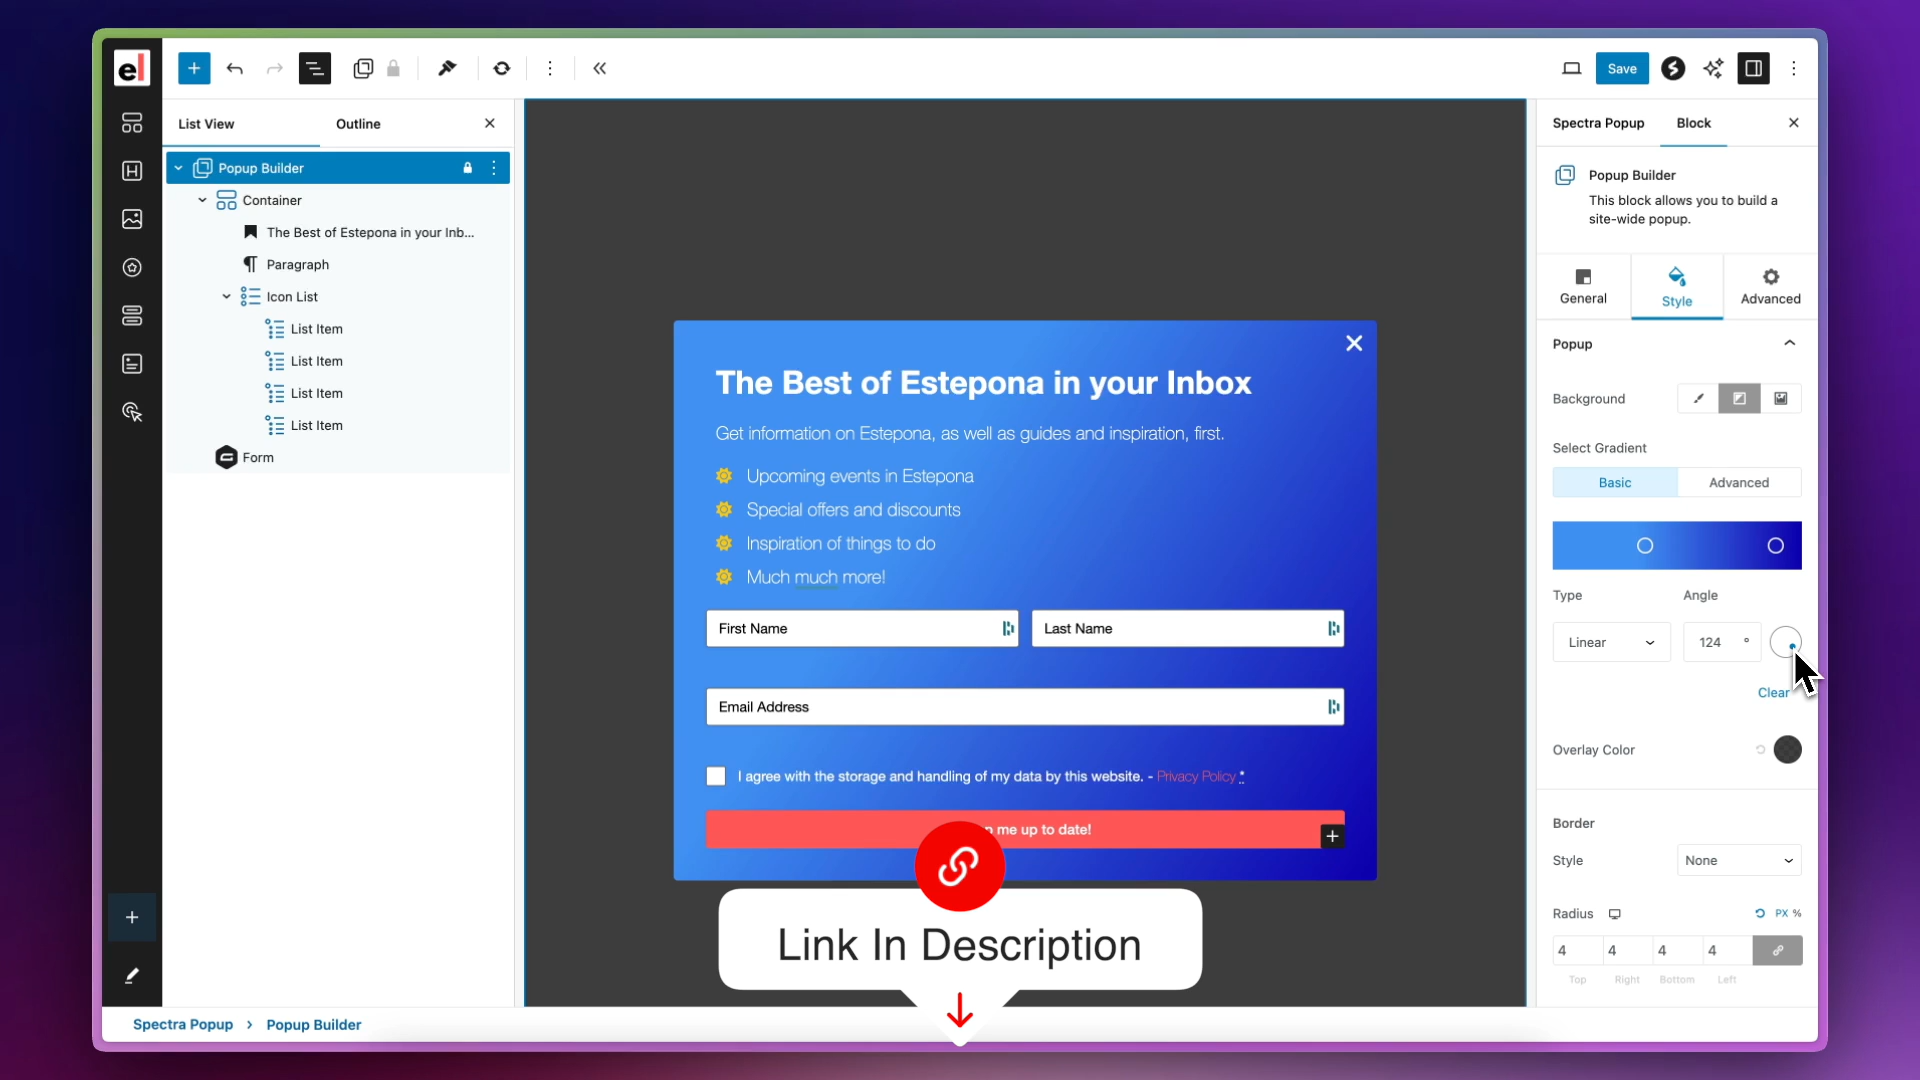 el
Save
List View
Outline
Popup Builder
Container
The Best of Estepona in your Inb...
Paragraph
Icon List
List Item
List Item
List Item
List Item
Form
The Best of Estepona in your Inbox
Get information on Estepona, as well as guides and inspiration, first.
Upcoming events in Estepona
Special offers and discounts
Inspiration of things to do
Much much more!
First Name
Last Name
Email Address
I agree with the storage and handling of my data by this website. - Privacy Policy *
me up to date!
Link In Description
Spectra Popup
Block
Popup Builder
This block allows you to build a
site-wide popup.
General
Style
Advanced
Popup
Background
Select Gradient
Basic
Advanced
Type
Angle
Linear
124 °
Clear
Overlay Color
Border
Style
None
Radius
PX %
4 4 4 4
Top Right Bottom Left
Spectra Popup > Popup Builder